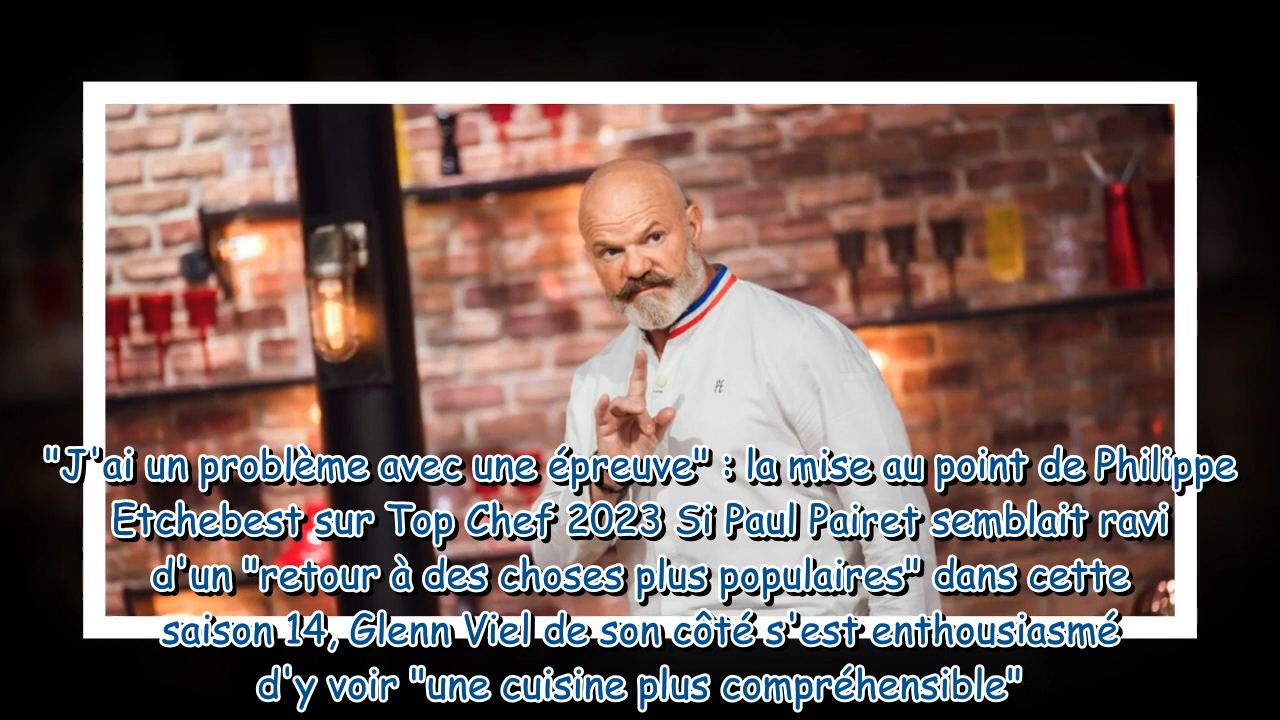 PE
"J'ai un problème avec une épreuve" : la mise au point de Philippe
Etchebest sur Top Chef 2023 Si Paul Pairet semblait ravi
d'un "retour à des choses plus populaires" dans cette
saison 14, Glenn Viel de son côté s'est enthousiasmé
d'y voir "une cuisine plus compréhensible"